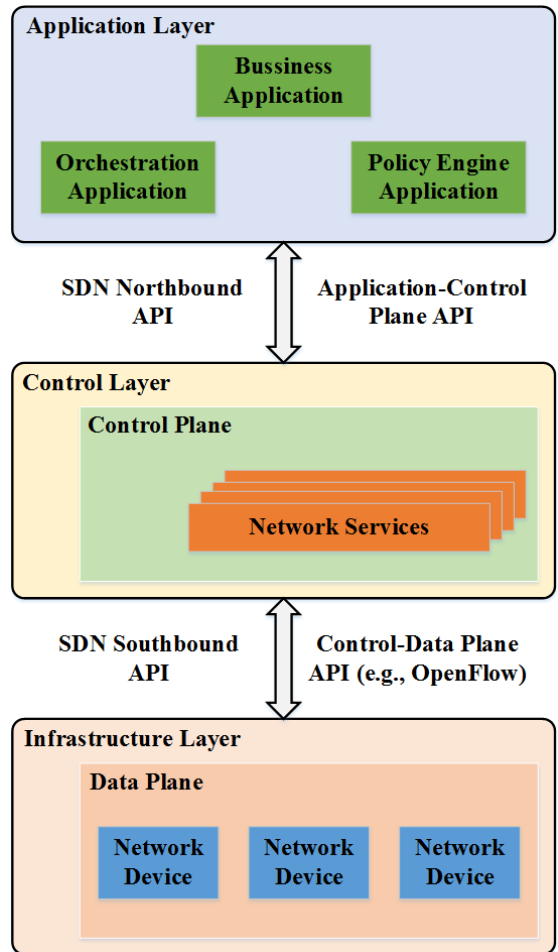 Application Layer
Bussiness
Application
Orchestration
Application
Policy Engine
Application
SDN Northbound
API
Application-Control
Plane API
Control Layer
Control Plane
Network Services
SDN Southbound
API
Control-Data Plane
API (e.g., OpenFlow)
Infrastructure Layer
Data Plane
Network
Device
Network
Device
Network
Device